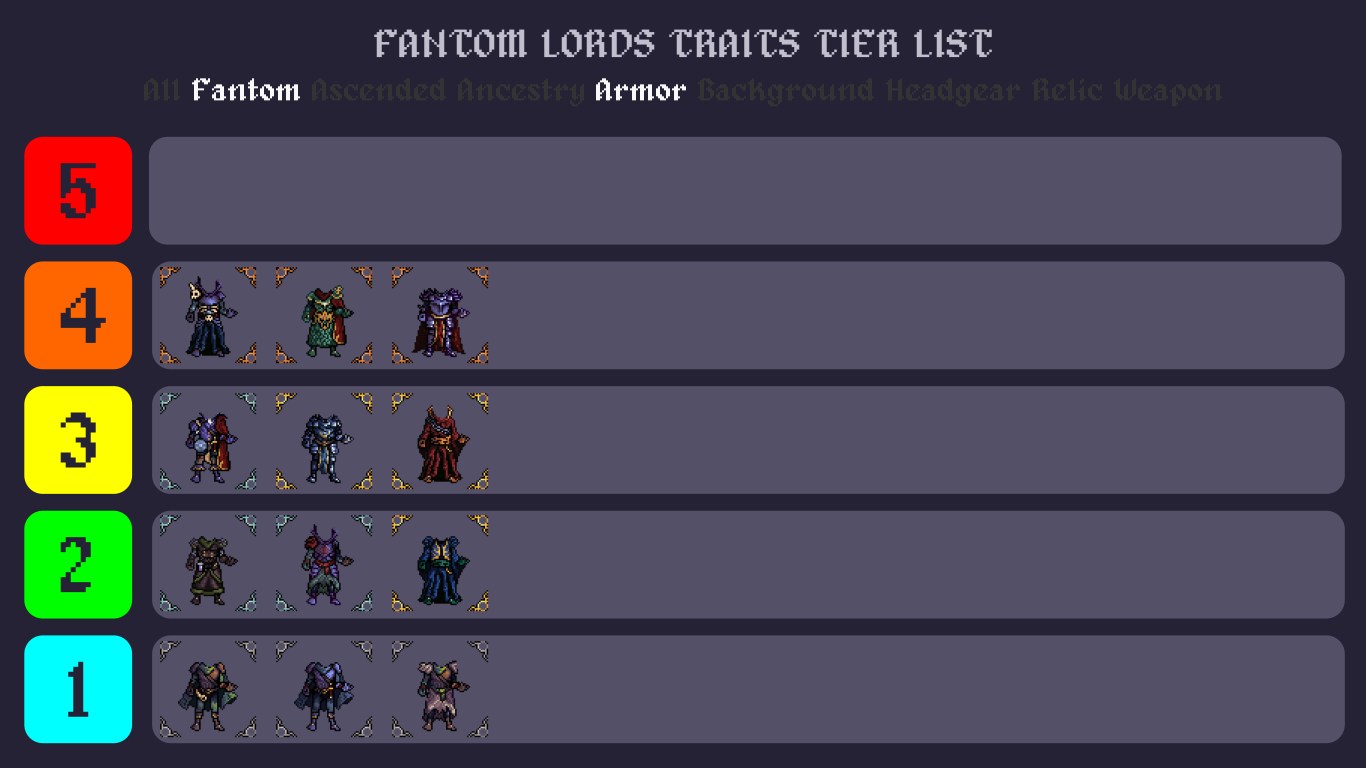 FANTOM LORDS TRAITS TIER LIST
All Fantom Ascended Ancestry Armor Background Headgear Relic Weapon
5
4
3
2
1